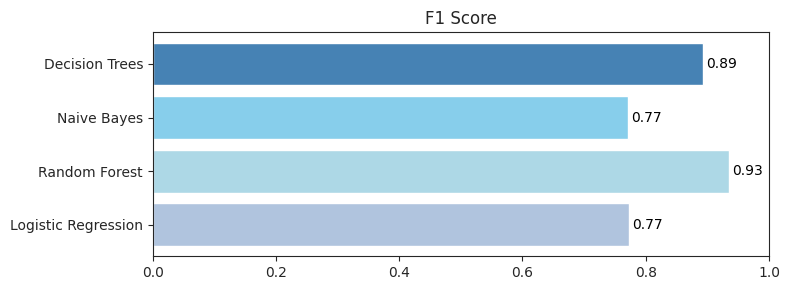 F1 Score
Decision Trees
0.89
Naive Bayes
0.77
Random Forest
0.93
Logistic Regression
0.77
0.0 0.2 0.4 0.6 0.8 1.0